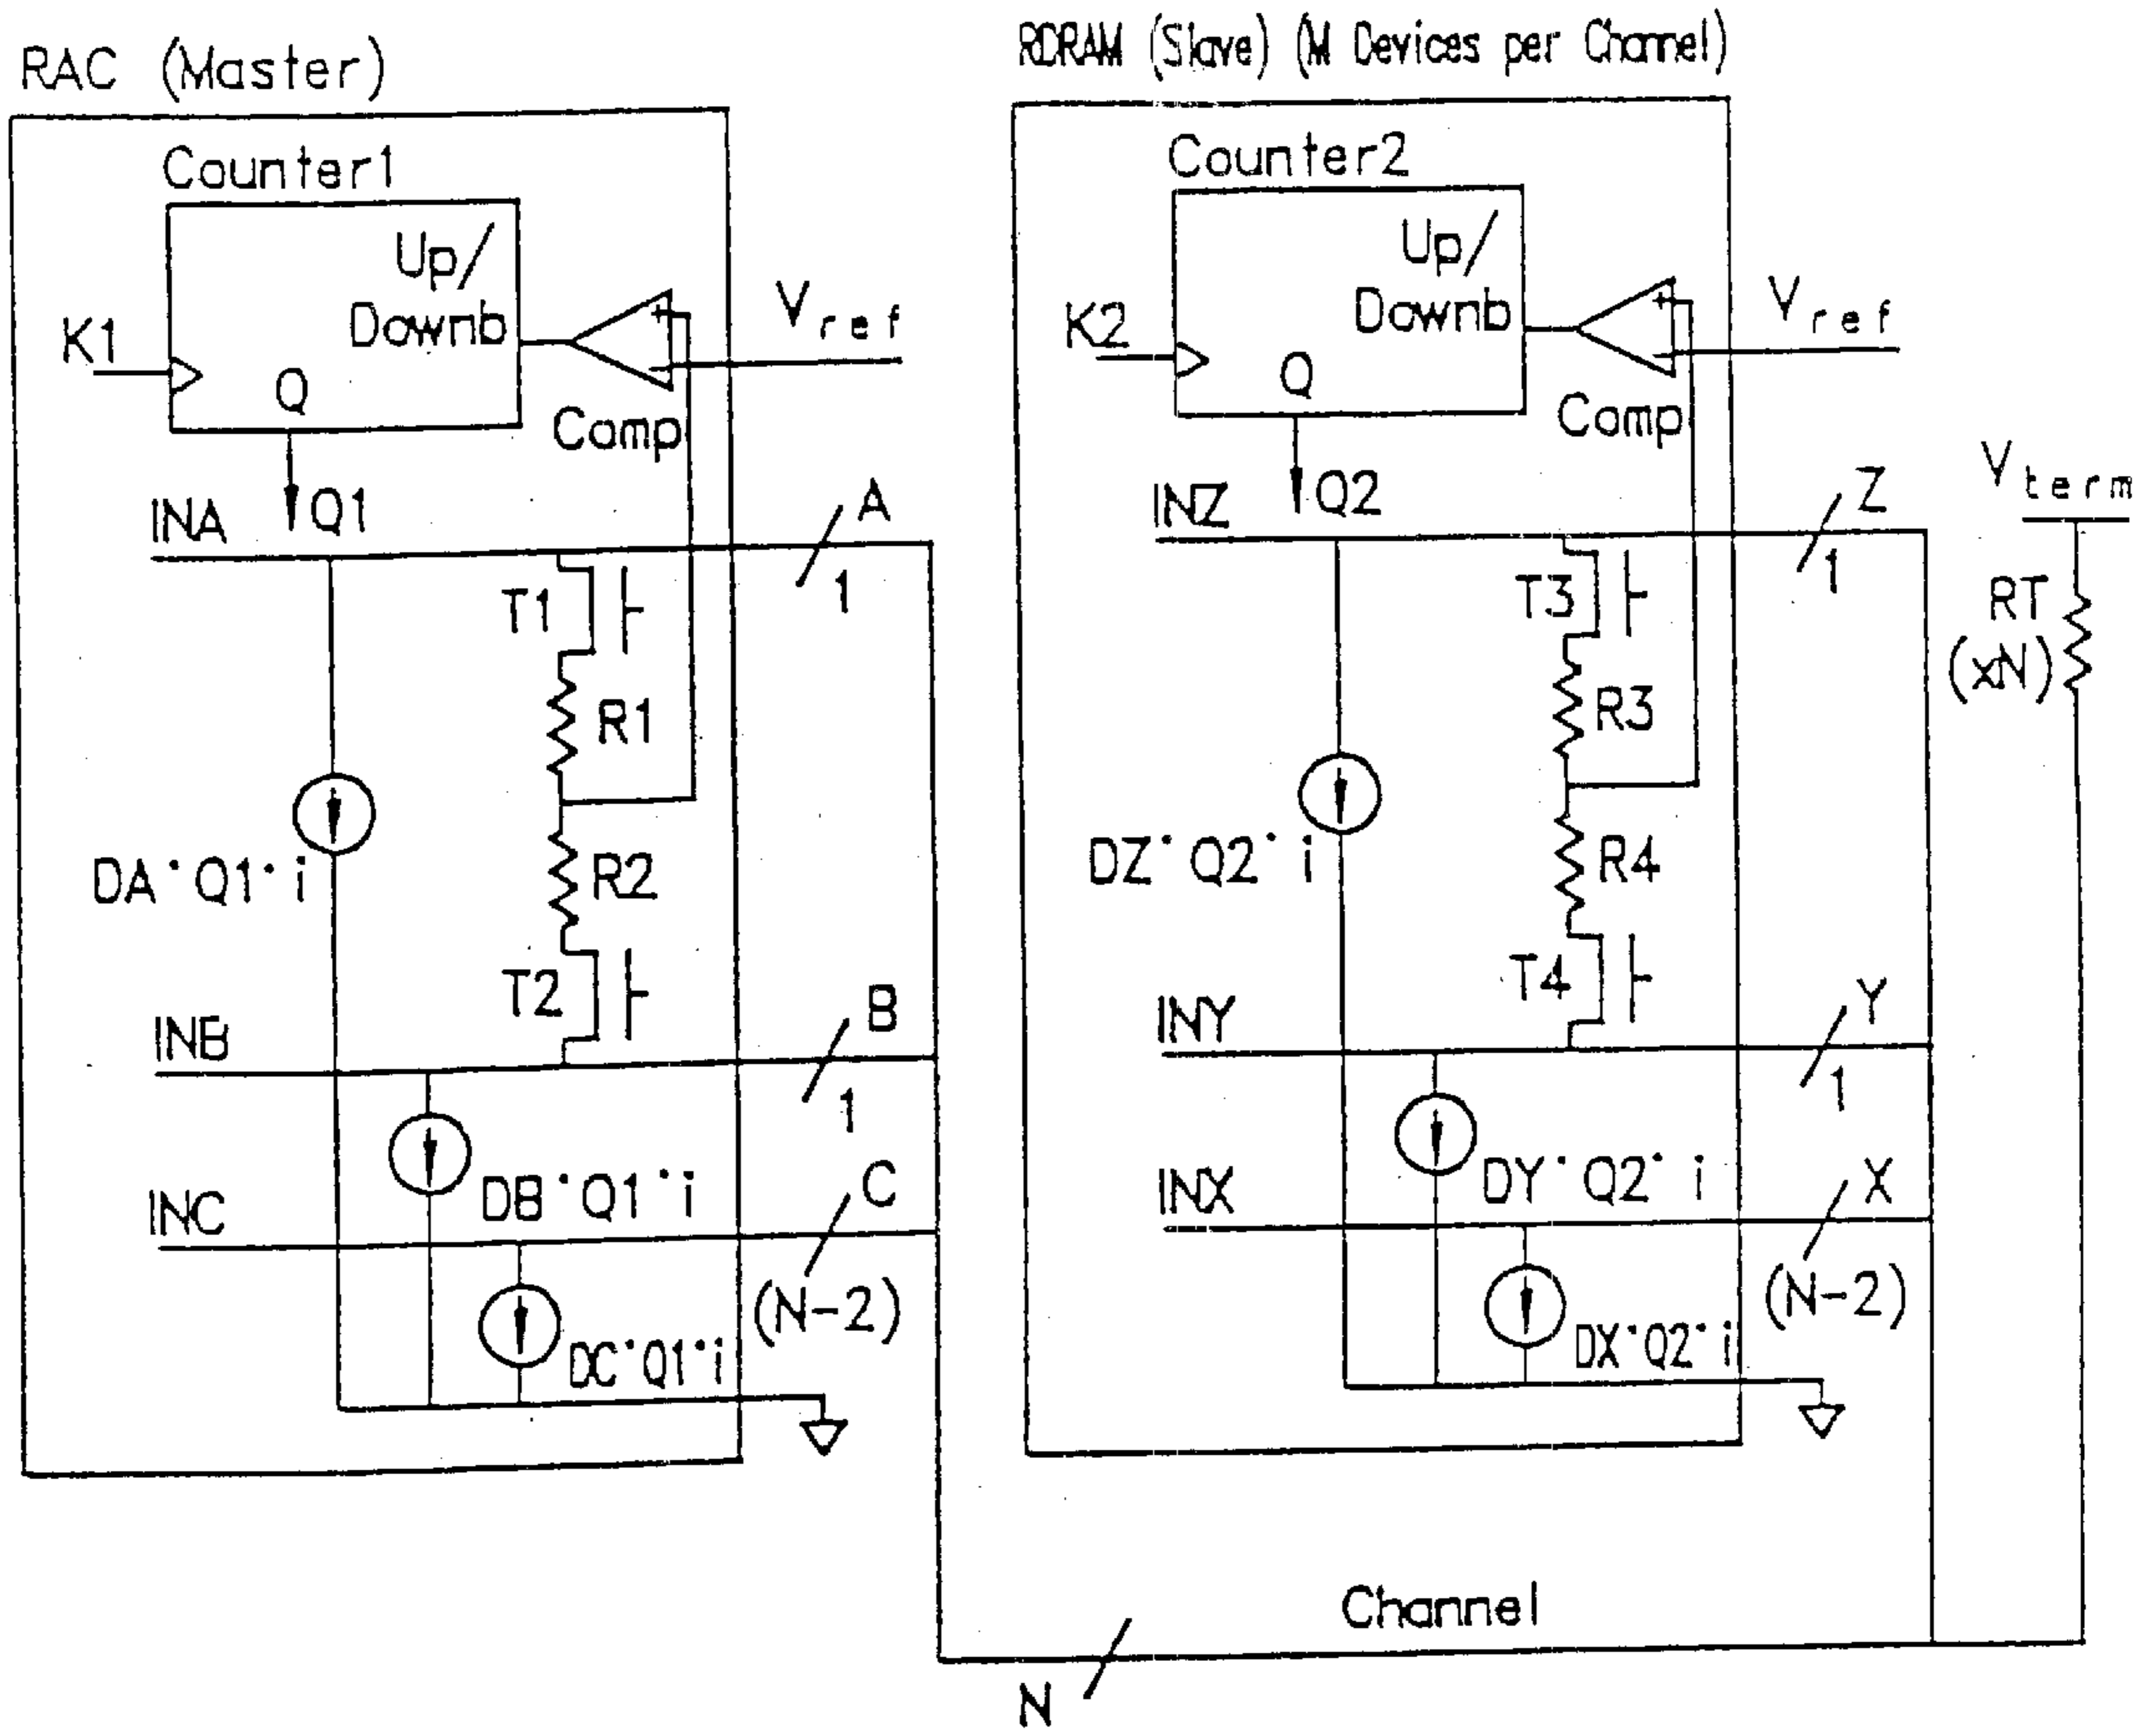 RAC (Master)
Counter1
Up/
Downb
K1
Q
Comp
Vref
Q1
INA
A
1
T1
R1
DA·Q1·i
R2
T2
INB
B
1
DB·Q1·i
INC
C
(N-2)
DC·Q1·i
RDRAM (Slave) (M Devices per Channel)
Counter2
Up/
Downb
K2
Q
Comp
Vref
Q2
INZ
Z
1
T3
R3
DZ·Q2·i
R4
T4
INY
Y
1
DY·Q2·i
INX
X
(N-2)
DX·Q2·i
Vterm
RT
(xN)
Channel
N